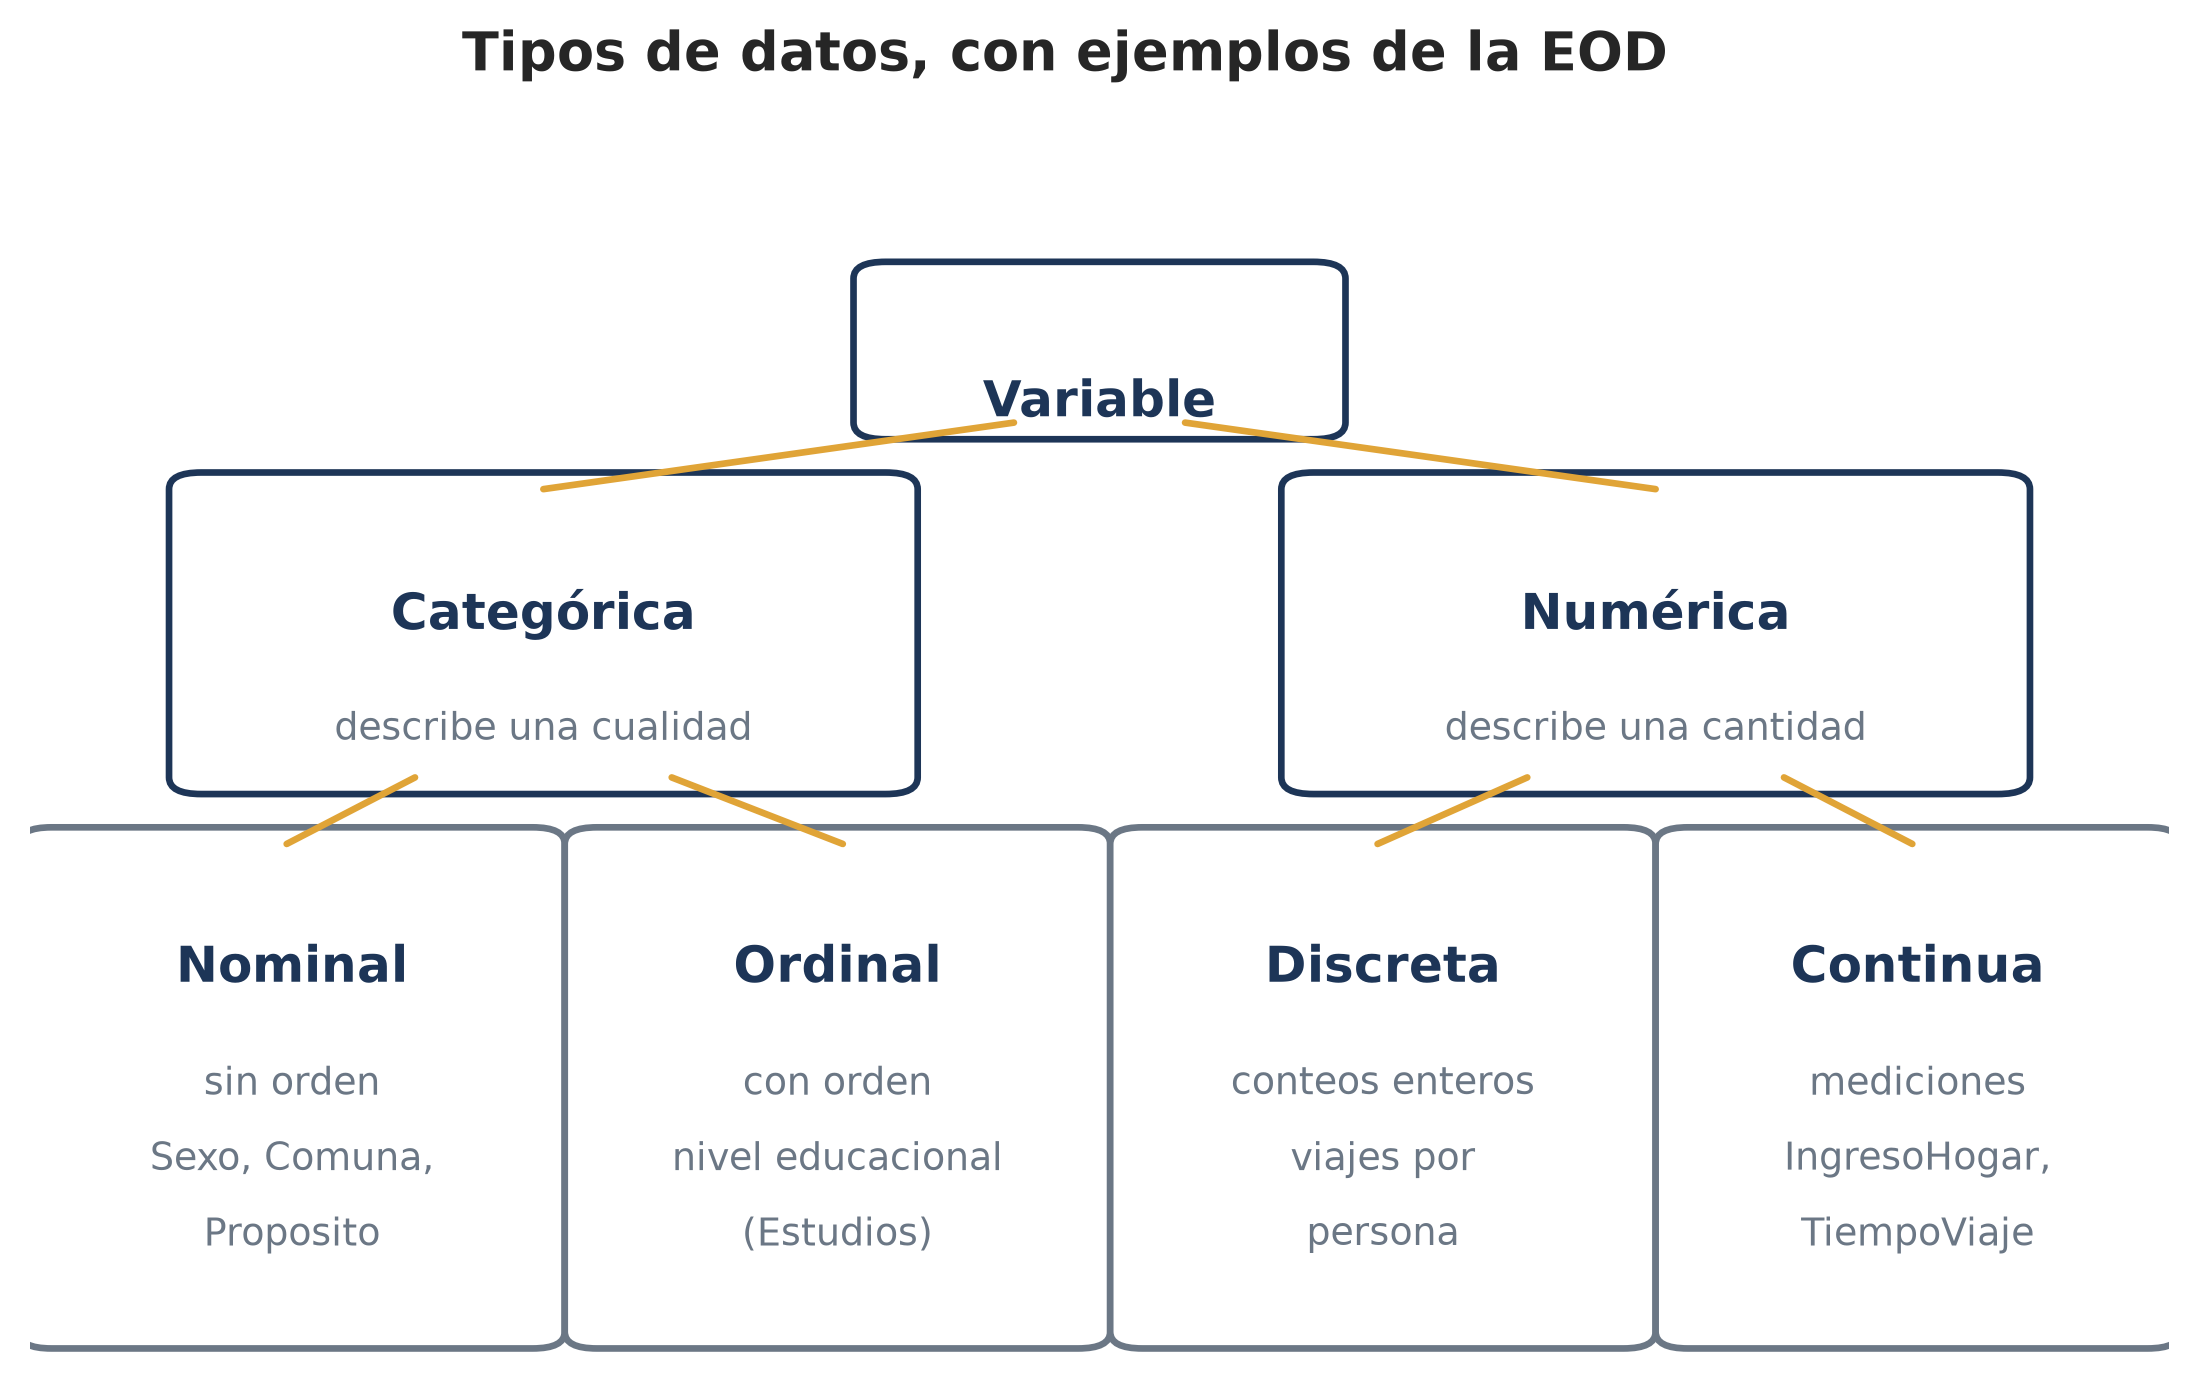 Tipos de datos, con ejemplos de la EOD
Variable
Categórica
describe una cualidad
Numérica
describe una cantidad
Nominal
sin orden
Sexo, Comuna,
Proposito
Ordinal
con orden
nivel educacional
(Estudios)
Discreta
conteos enteros
viajes por
persona
Continua
mediciones
IngresoHogar,
TiempoViaje